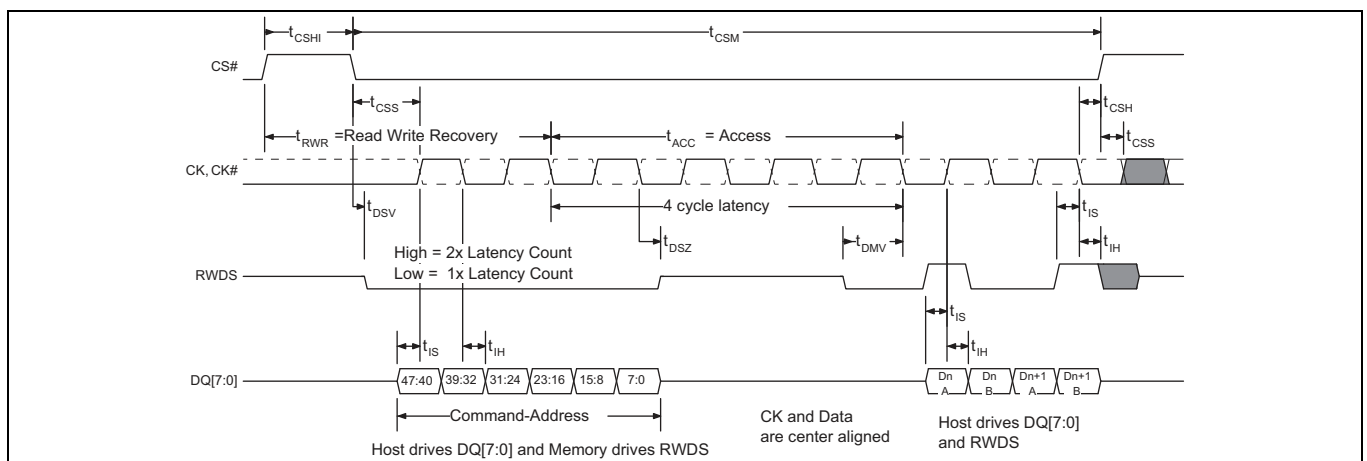 tCSHI
tCSM
CS#
tCSS
tCSH
tRWR =Read Write Recovery
tACC = Access
tCSS
CK, CK#
tDSV
4 cycle latency
tIS
tDSZ
tDMV
tIH
High = 2x Latency Count
Low = 1x Latency Count
RWDS
tIS
tIS
tIH
tIH
DQ[7:0]
47:40 39:32 31:24 23:16 15:8 7:0
Dn A
Dn B
Dn+1 A
Dn+1 B
Command-Address
CK and Data
are center aligned
Host drives DQ[7:0]
and RWDS
Host drives DQ[7:0] and Memory drives RWDS